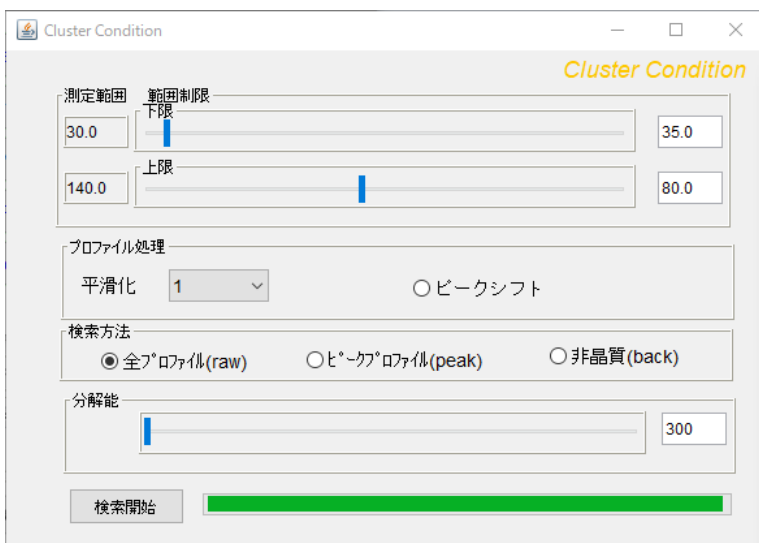 Cluster Condition
Cluster Condition
測定範囲 範囲制限
下限
30.0 35.0
上限
140.0 80.0
プロファイル処理
平滑化 1 ピークシフト
検索方法
全ﾌﾟﾛﾌｧｲﾙ(raw) ﾋﾟｰｸﾌﾟﾛﾌｧｲﾙ(peak) 非晶質(back)
分解能
300
検索開始